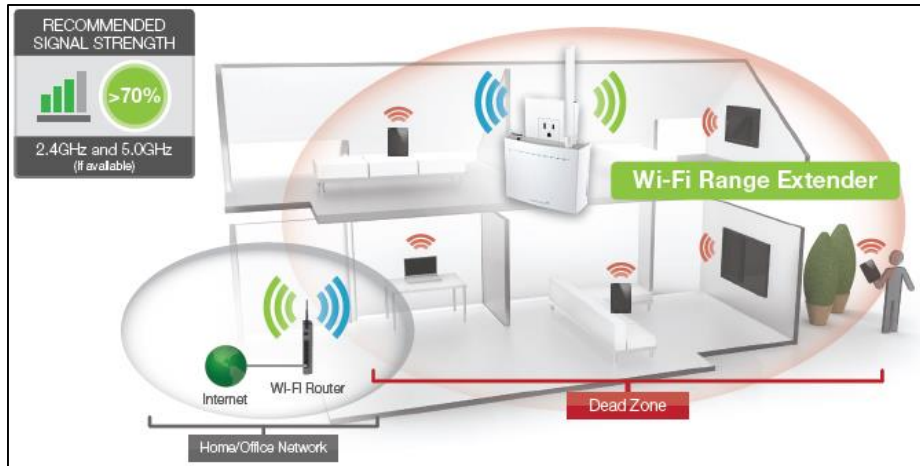 RECOMMENDED
SIGNAL STRENGTH
>70%
2.4GHz and 5.0GHz
(If available)
Wi-Fi Range Extender
Internet
Wi-Fi Router
Dead Zone
Home/Office Network